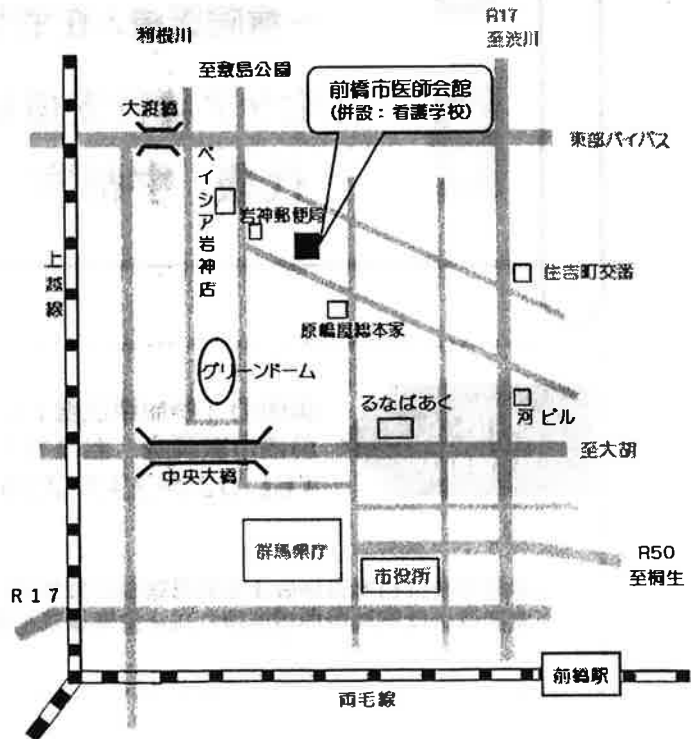 R17
至渋川
利根川
至敷島公園
前橋市医師会館
(併設：看護学校)
大渡橋
東部バイパス
ベイシア岩神店
岩神郵便局
上越線
住吉町交番
原嶋屋総本家
グリーンドーム
るなぱあく
河 ビル
至大胡
中央大橋
群馬県庁
市役所
R50
至桐生
R17
前橋駅
両毛線